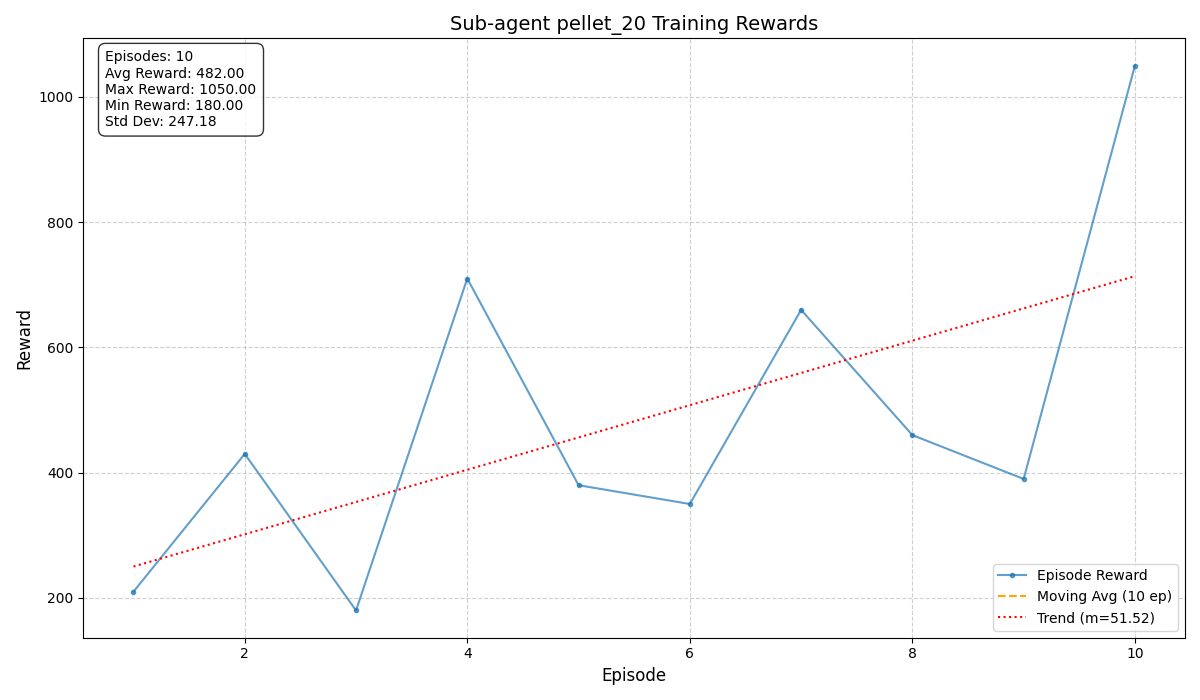 Sub-agent pellet_20 Training Rewards
Episodes: 10
Avg Reward: 482.00
Max Reward: 1050.00
Min Reward: 180.00
Std Dev: 247.18
Reward
1000
800
600
400
200
Episode Reward
Moving Avg (10 ep)
Trend (m=51.52)
2
4
6
8
10
Episode